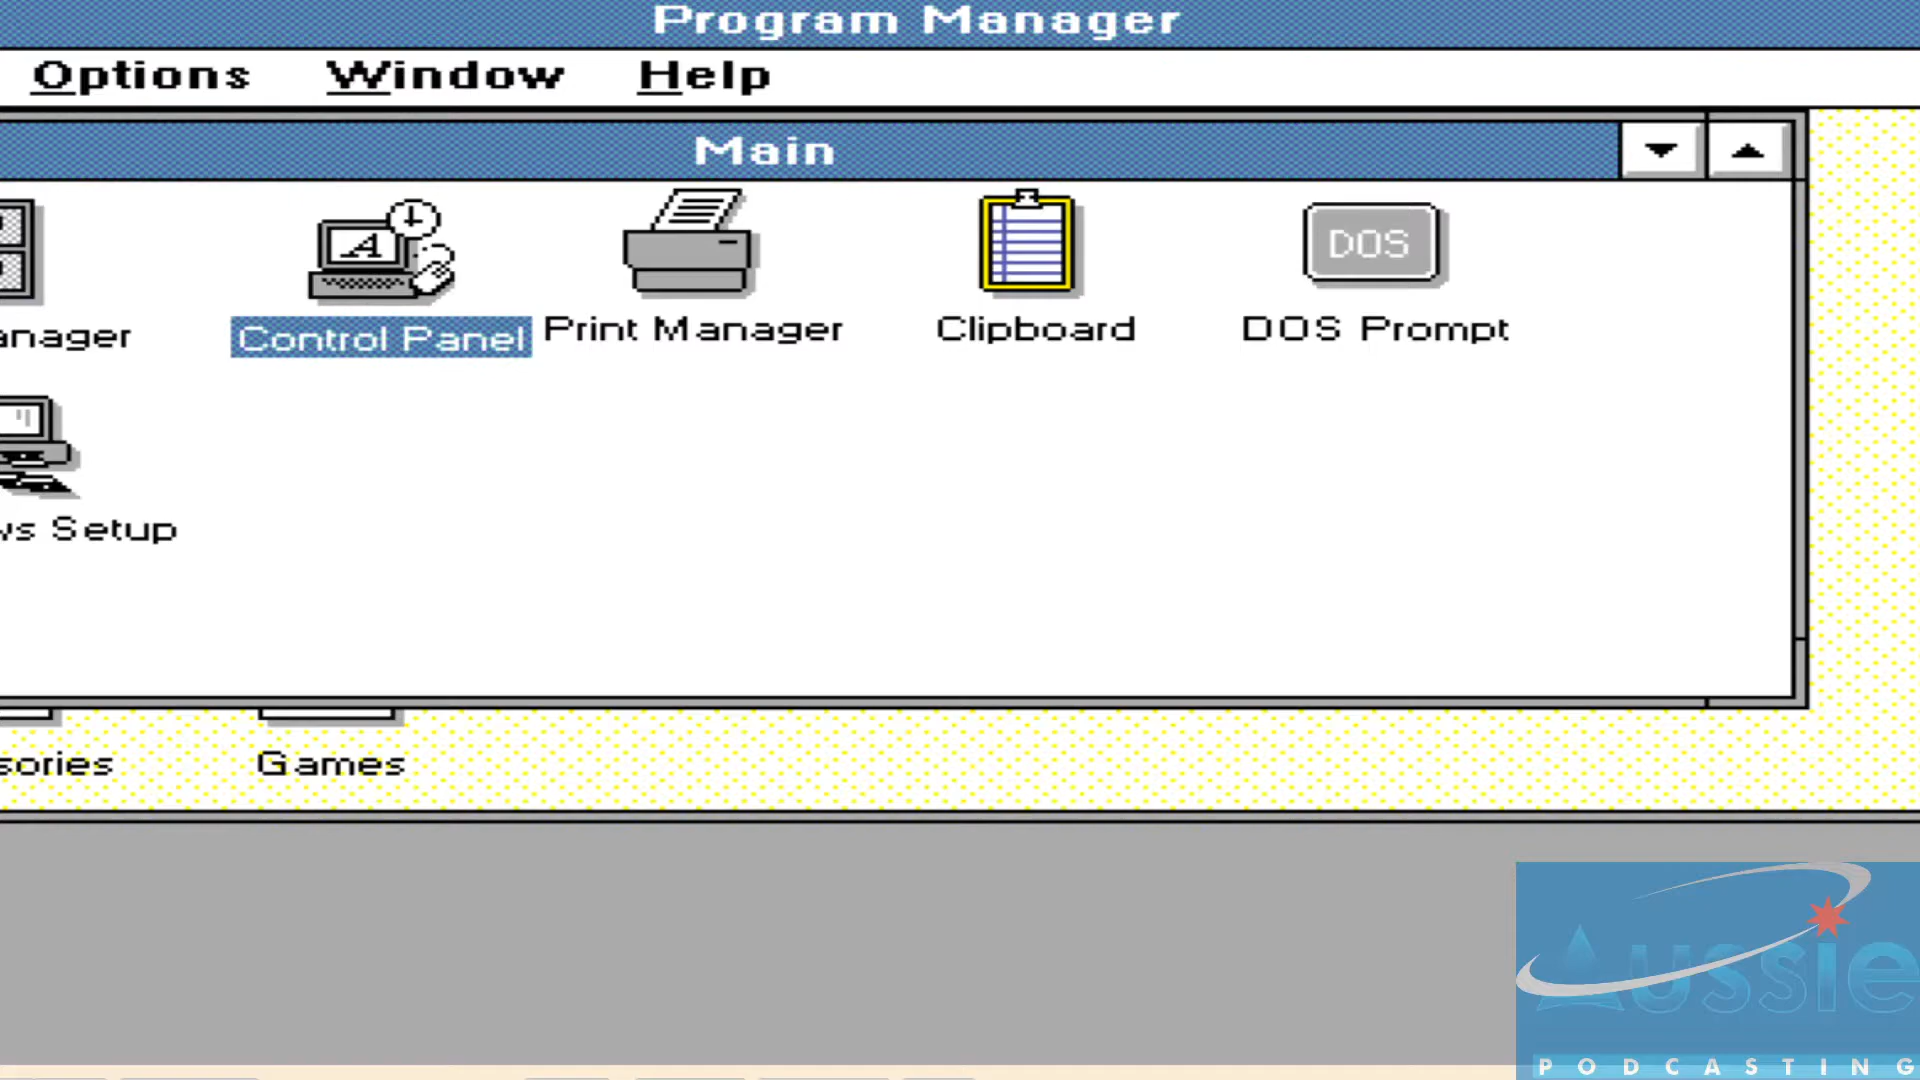 Program Manager
Options Window Help
Main
A
DOS
anager Control Panel Print Manager Clipboard DOS Prompt
ws Setup
sories Games
Aussie
PODCASTING